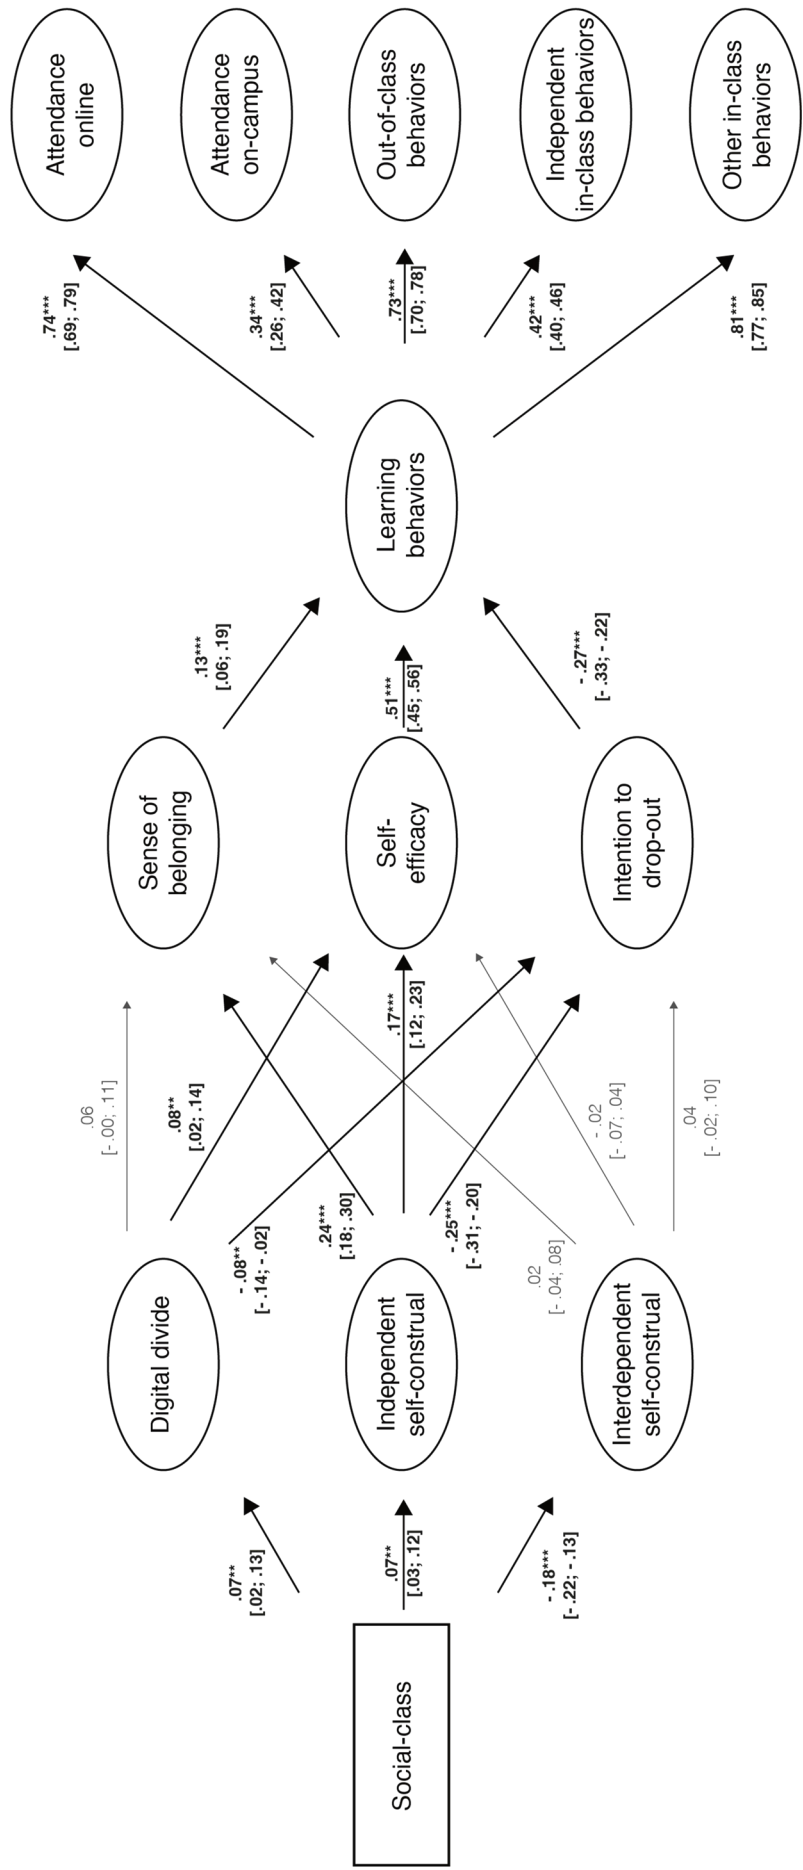 Social-class
.07**
[.02; .13]
.07**
[.03; .12]
- .18***
[- .22; - .13]
Digital divide
Independent
self-construal
Interdependent
self-construal
.06
[- .00; .11]
.08**
[.02; .14]
- .08**
[- .14; - .02]
.24***
[.18; .30]
.17***
[.12; .23]
- .25***
[- .31; - .20]
.02
[- .04; .08]
- .02
[- .07; .04]
.04
[- .02; .10]
Sense of
belonging
Self-
efficacy
Intention to
drop-out
.13***
[.06; .19]
.51***
[.45; .56]
- .27***
[- .33; - .22]
Learning
behaviors
.74***
[.69; .79]
.34***
[.26; .42]
.73***
[.70; .78]
.42***
[.40; .46]
.81***
[.77; .85]
Attendance
online
Attendance
on-campus
Out-of-class
behaviors
Independent
in-class behaviors
Other in-class
behaviors